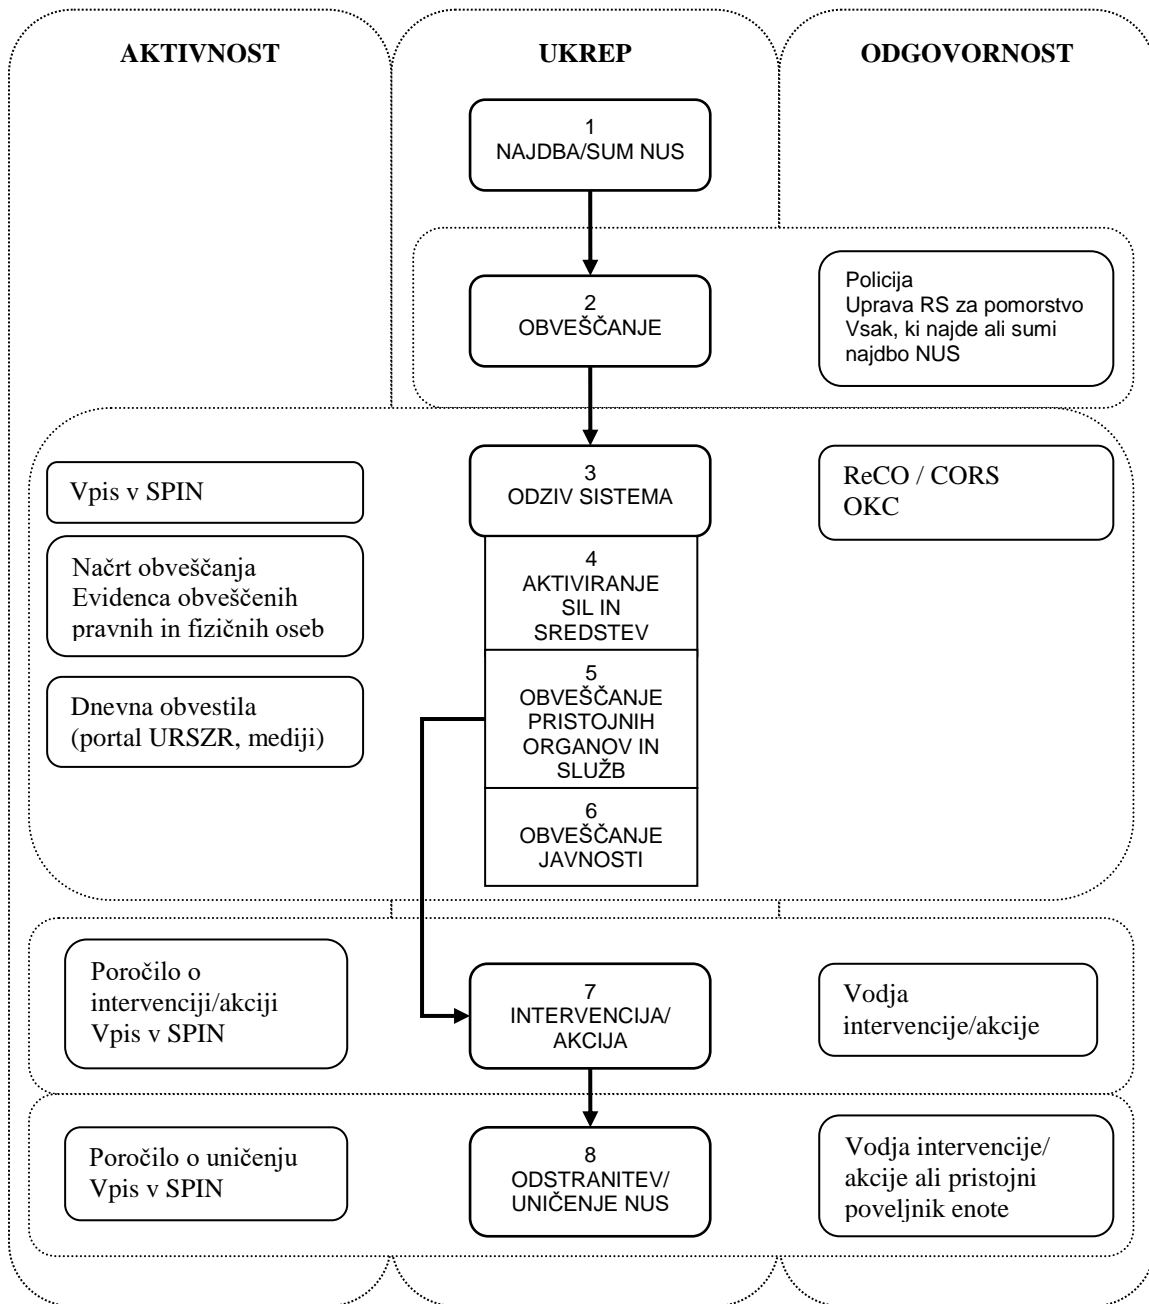 AKTIVNOST
UKREP
ODGOVORNOST
1
NAJDBA/SUM NUS
2
OBVEŠČANJE
Policija
Uprava RS za pomorstvo
Vsak, ki najde ali sumi
najdbo NUS
Vpis v SPIN
3
ODZIV SISTEMA
ReCO / CORS
OKC
Načrt obveščanja
Evidenca obveščenih
pravnih in fizičnih oseb
4
AKTIVIRANJE
SIL IN
SREDSTEV
Dnevna obvestila
(portal URSZR, mediji)
5
OBVEŠČANJE
PRISTOJNIH
ORGANOV IN
SLUŽB
6
OBVEŠČANJE
JAVNOSTI
Poročilo o
intervenciji/akciji
Vpis v SPIN
7
INTERVENCIJA/
AKCIJA
Vodja
intervencije/akcije
Poročilo o uničenju
Vpis v SPIN
8
ODSTRANITEV/
UNIČENJE NUS
Vodja intervencije/
akcije ali pristojni
poveljnik enote